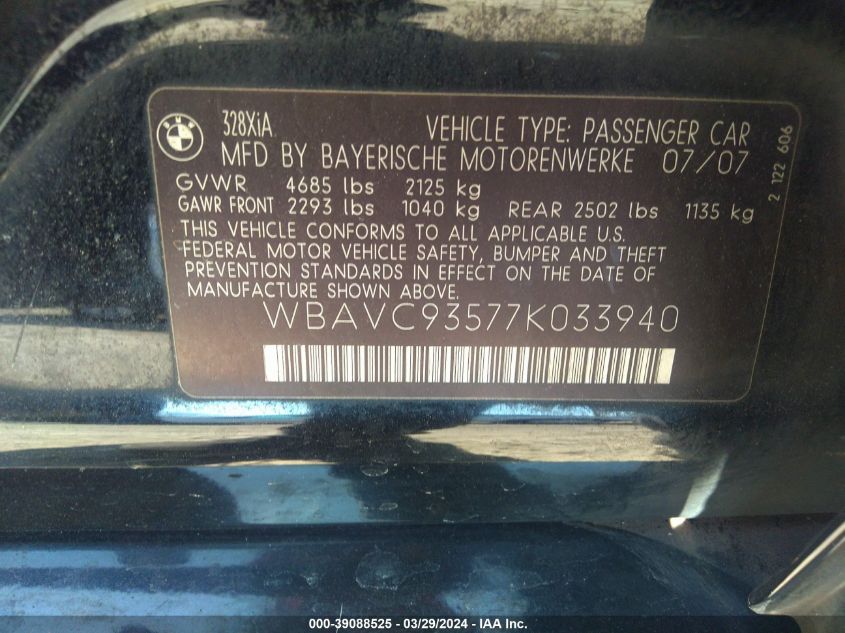 BMW
328XiA
VEHICLE TYPE: PASSENGER CAR
MFD BY BAYERISCHE MOTORENWERKE 07/07
GVWR 4685 lbs 2125 kg
GAWR FRONT 2293 lbs 1040 kg REAR 2502 lbs 1135 kg
THIS VEHICLE CONFORMS TO ALL APPLICABLE U.S.
FEDERAL MOTOR VEHICLE SAFETY, BUMPER AND THEFT
PREVENTION STANDARDS IN EFFECT ON THE DATE OF
MANUFACTURE SHOWN ABOVE.
WBAVC93577K033940
2 122 606
000-39088525 - 03/29/2024 - IAA Inc.